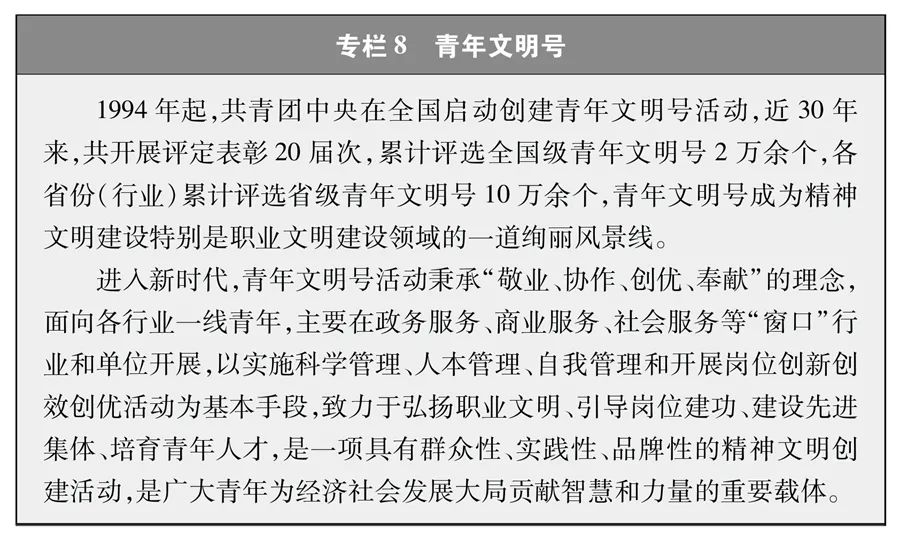 专栏8 青年文明号
1994年起,共青团中央在全国启动创建青年文明号活动,近30年
来,共开展评定表彰20届次,累计评选全国级青年文明号2万余个,各
省份(行业)累计评选省级青年文明号10万余个,青年文明号成为精神
文明建设特别是职业文明建设领域的一道绚丽风景线。
进入新时代,青年文明号活动秉承“敬业、协作、创优、奉献”的理念,
面向各行业一线青年,主要在政务服务、商业服务、社会服务等“窗口”行
业和单位开展,以实施科学管理、人本管理、自我管理和开展岗位创新创
效创优活动为基本手段,致力于弘扬职业文明、引导岗位建功、建设先进
集体、培育青年人才,是一项具有群众性、实践性、品牌性的精神文明创
建活动,是广大青年为经济社会发展大局贡献智慧和力量的重要载体。